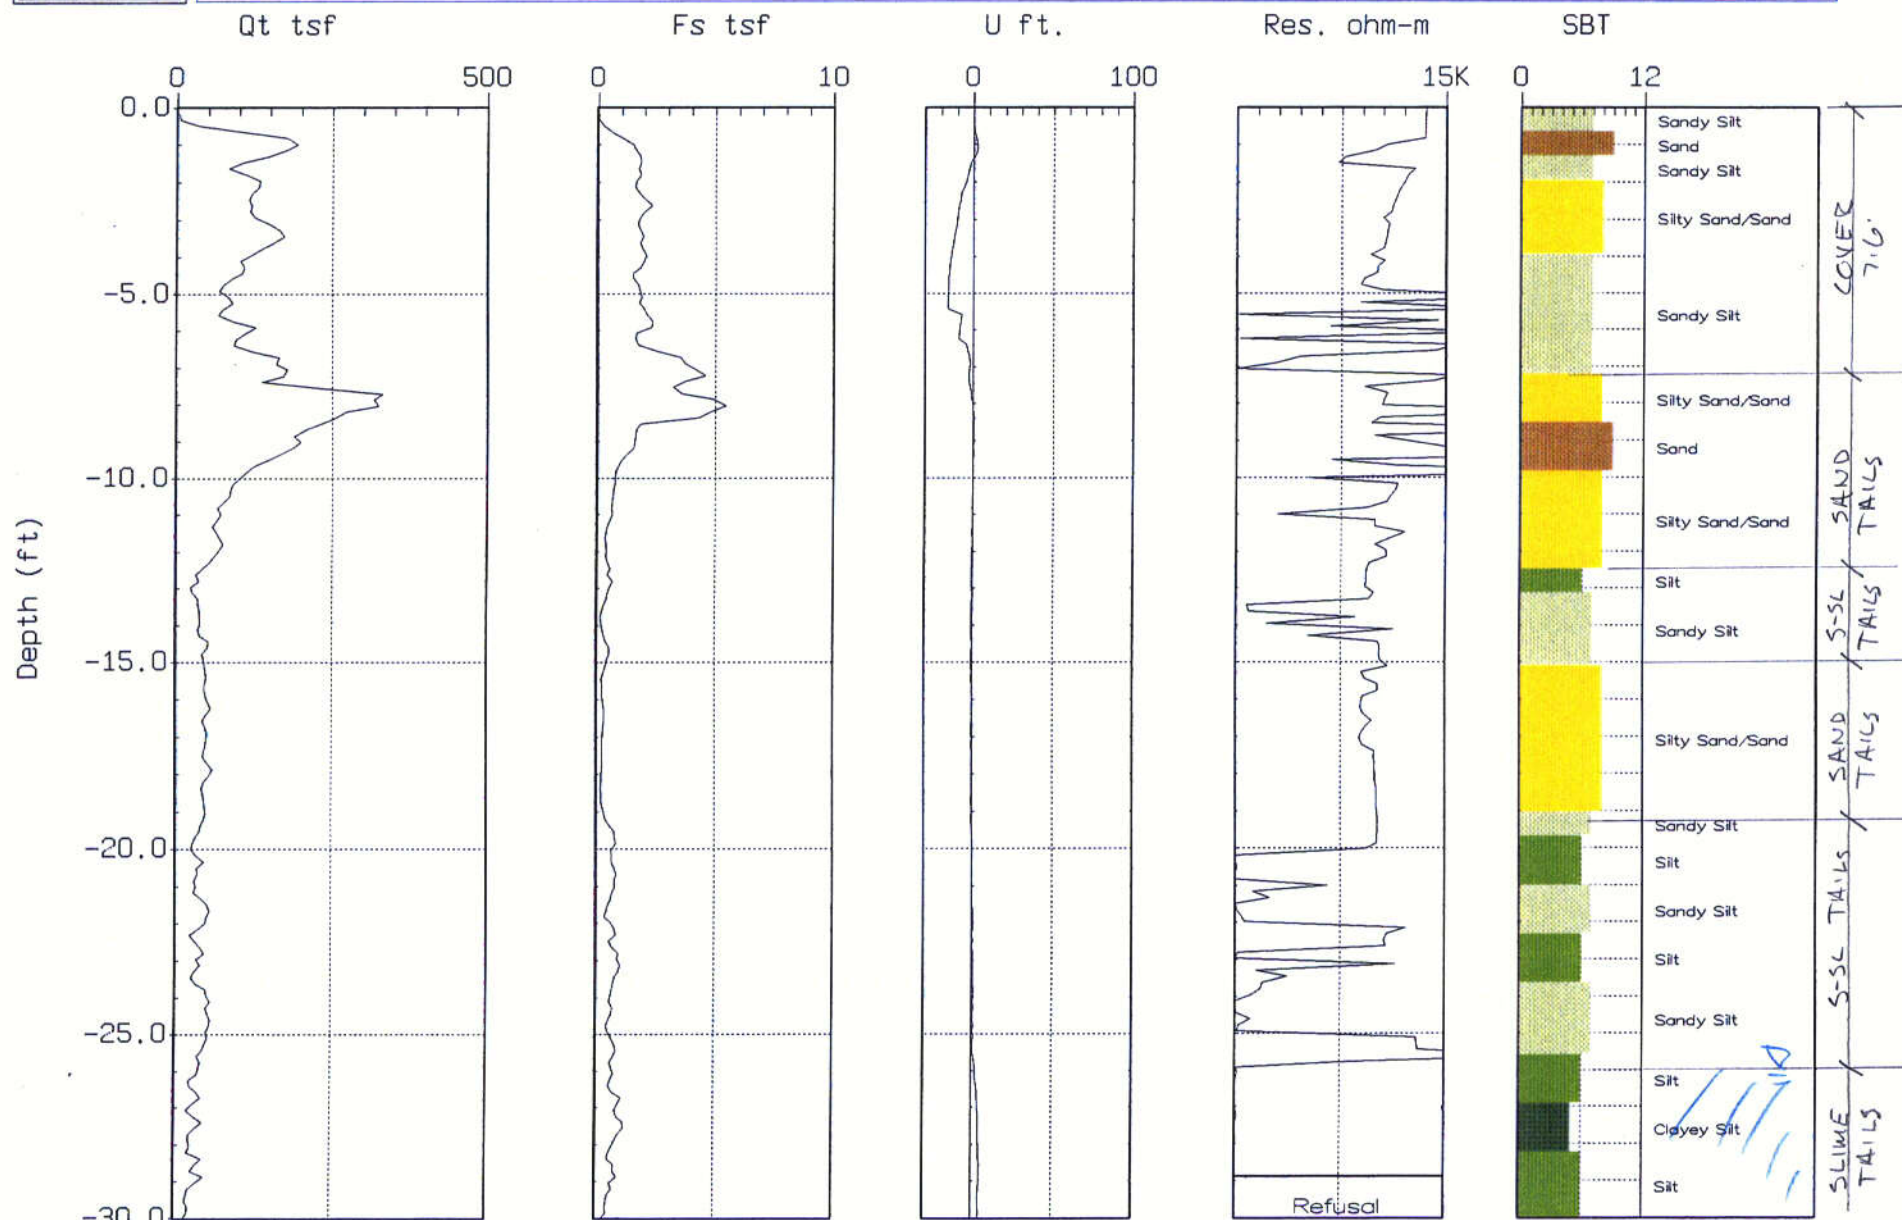 Qt tsf Fs tsf U ft. Res. ohm-m SBT
0 500 0 10 0 100 15K 0 12
Depth (ft)
0.0
-5.0
-10.0
-15.0
-20.0
-25.0
-30.0
Sandy Silt
Sand
Sandy Silt
Silty Sand/Sand
Sandy Silt
Silty Sand/Sand
Sand
Silty Sand/Sand
Silt
Sandy Silt
Silty Sand/Sand
Sandy Silt
Silt
Sandy Silt
Silt
Sandy Silt
Silt
Clayey Silt
Silt
Refusal
COVER
7.6'
SAND
TAILS
S-SL
TAILS
SAND
TAILS
S-SL TAILS
SLIME
TAILS